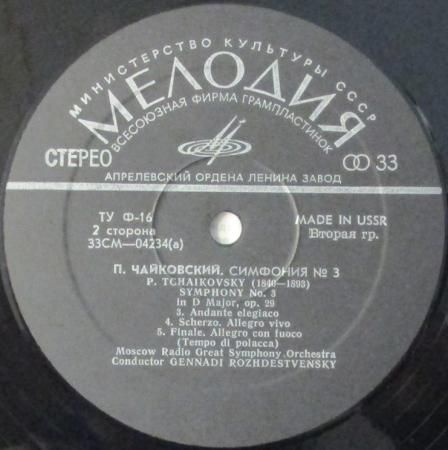 МИНИСТЕРСТВО КУЛЬТУРЫ СССР
МЕЛОДИЯ
ВСЕСОЮЗНАЯ ФИРМА ГРАМПЛАСТИНОК
СТЕРЕО
33
АПРЕЛЕВСКИЙ ОРДЕНА ЛЕНИНА ЗАВОД
ТУ Ф-16
2 сторона
33СМ—04234(а)
MADE IN USSR
Вторая гр.
П. ЧАЙКОВСКИЙ. СИМФОНИЯ № 3
P. TCHAIKOVSKY (1840—1893)
SYMPHONY No. 3
in D Major, op. 29
3. Andante elegiaco
4. Scherzo. Allegro vivo
5. Finale. Allegro con fuoco
(Tempo di polacca)
Moscow Radio Great Symphony Orchestra
Conductor GENNADI ROZHDESTVENSKY